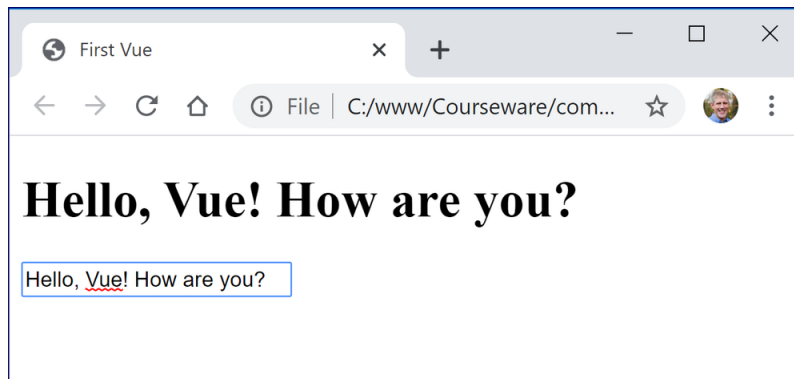 First Vue
File C:/www/Courseware/com...
Hello, Vue! How are you?
Hello, Vue! How are you?